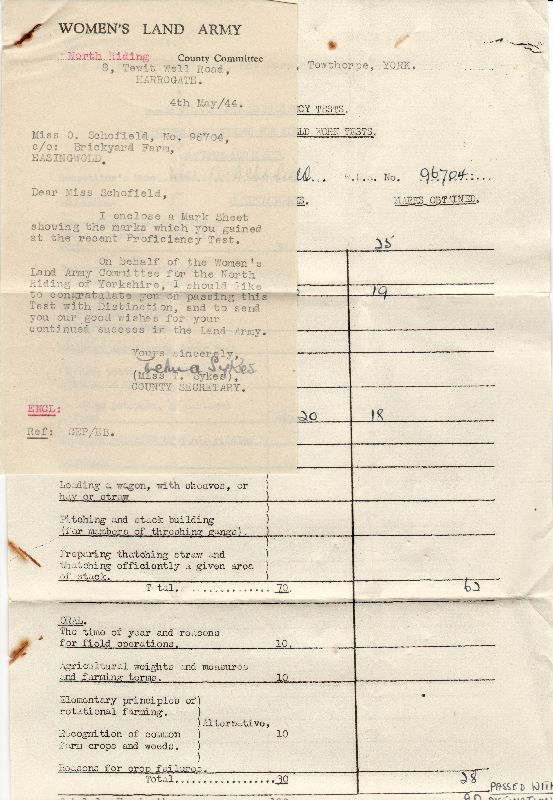 WOMEN'S LAND ARMY
North Riding County Committee
8, Tewit Well Road,
HARROGATE.
4th May/44.
Miss O. Schofield, No. 96704,
c/o: Brickyard Farm,
EASINGWOLD.
Dear Miss Schofield,
I enclose a Mark Sheet
showing the marks which you gained
at the recent Proficiency Test.
On behalf of the Women's
Land Army Committee for the North
Riding of Yorkshire, I should like
to congratulate you on passing this
Test with Distinction, and to send
you our good wishes for your
continued success in the Land Army.
Yours sincerely,
Sykes
(Miss T. Sykes),
COUNTY SECRETARY.
ENCL:
Ref: GEP/EB.
, Towthorpe, YORK.
CY TESTS.
LD WORK TESTS.
No. 96704
MARKS OBTAINED.
25
19
20 18
Loading a wagon, with sheaves, or
hay or straw
Pitching and stack building
(for members of threshing gangs).
Preparing thatching straw and
thatching efficiently a given area
of stack.
Total. 70. 62
ORAL.
The time of year and reasons
for field operations. 10.
Agricultural weights and measures
and farming terms. 10
Elementary principles of)
rotational farming. )
)Alternative,
Recognition of common ) 10
farm crops and weeds. )
Reasons for crop failures.
Total. 30 28
PASSED WITH
90